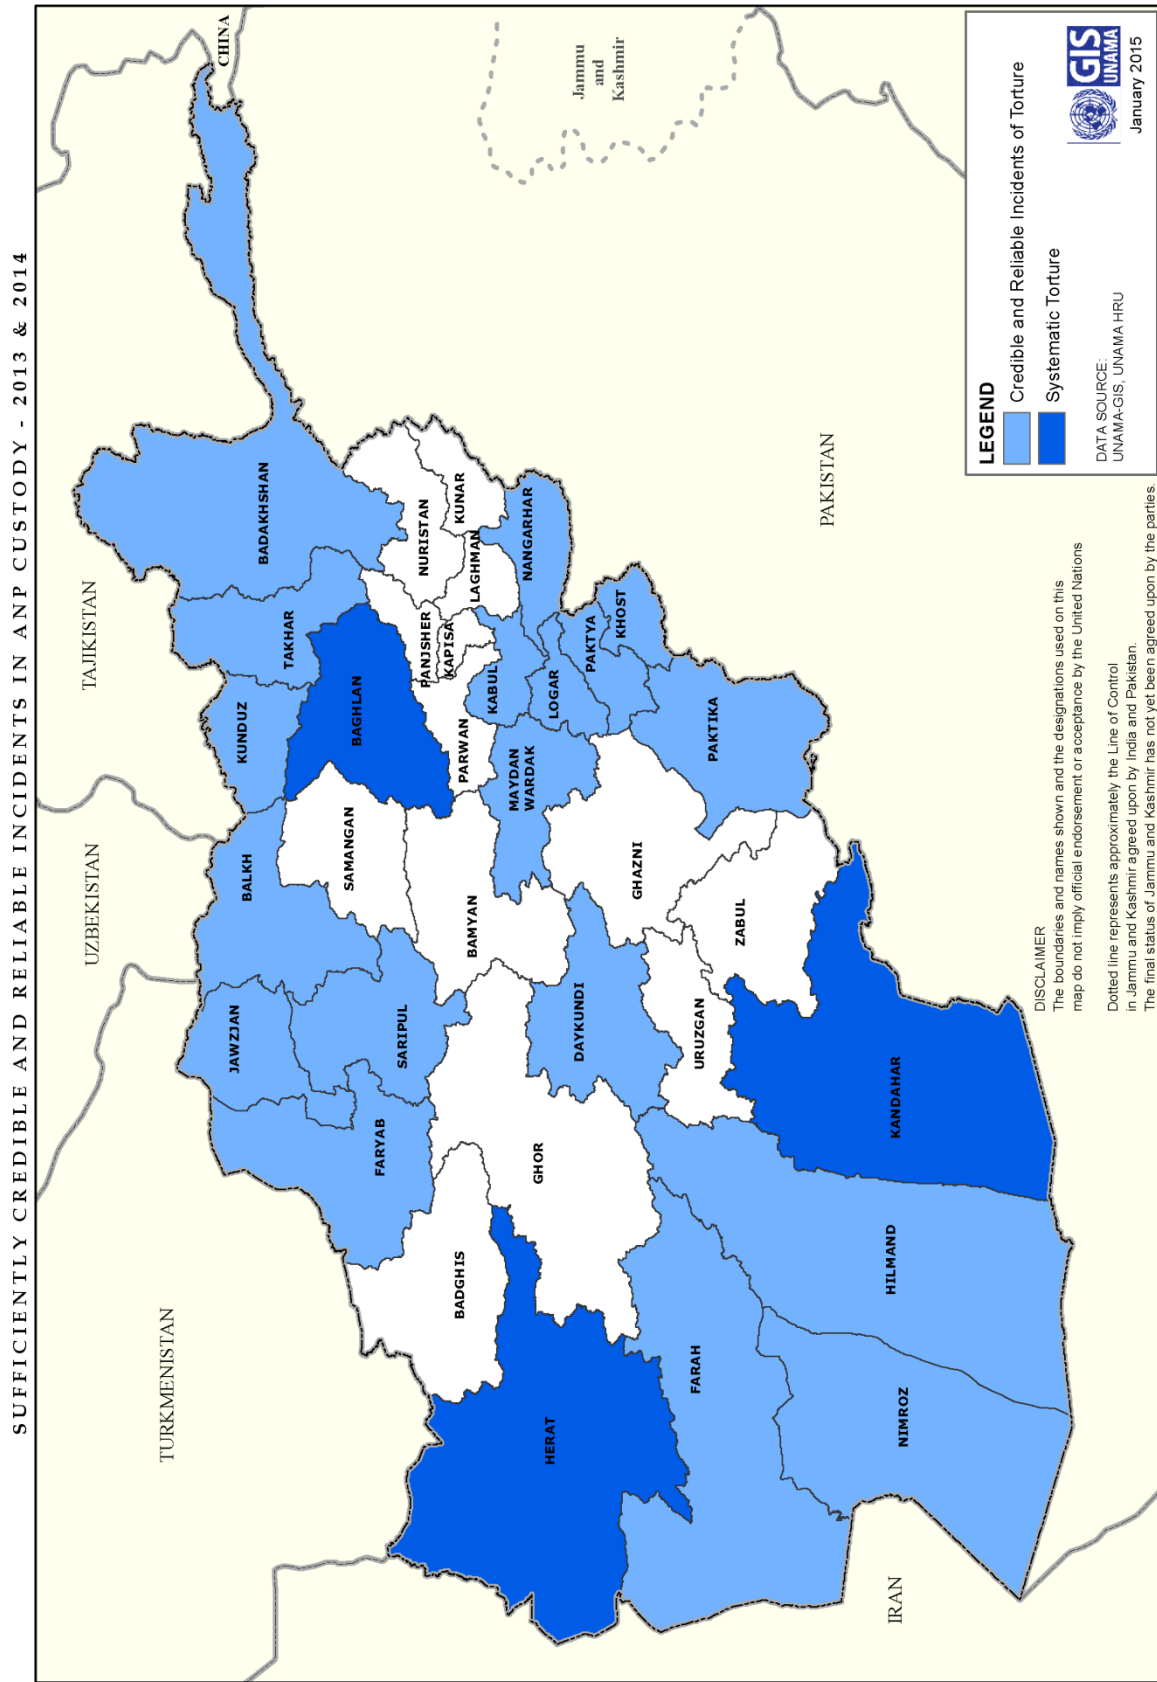 SUFFICIENTLY CREDIBLE AND RELIABLE INCIDENTS IN ANP CUSTODY - 2013 & 2014
TAJIKISTAN
CHINA
UZBEKISTAN
TURKMENISTAN
Jammu
and
Kashmir
BADAKHSHAN
TAKHAR
KUNDUZ
BALKH
JAWZJAN
FARYAB
SARIPUL
SAMANGAN
BAGHLAN
PANJSHER
NURISTAN
KUNAR
LAGHMAN
KAPISA
PARWAN
KABUL
NANGARHAR
LOGAR
PAKTYA
KHOST
MAYDAN
WARDAK
BAMYAN
BADGHIS
GHOR
HERAT
DAYKUNDI
GHAZNI
PAKTIKA
URUZGAN
ZABUL
FARAH
NIMROZ
HILMAND
KANDAHAR
IRAN
PAKISTAN
DISCLAIMER
The boundaries and names shown and the designations used on this
map do not imply official endorsement or acceptance by the United Nations
Dotted line represents approximately the Line of Control
in Jammu and Kashmir agreed upon by India and Pakistan.
The final status of Jammu and Kashmir has not yet been agreed upon by the parties.
LEGEND
Credible and Reliable Incidents of Torture
Systematic Torture
DATA SOURCE:
UNAMA-GIS, UNAMA HRU
GIS
UNAMA
January 2015